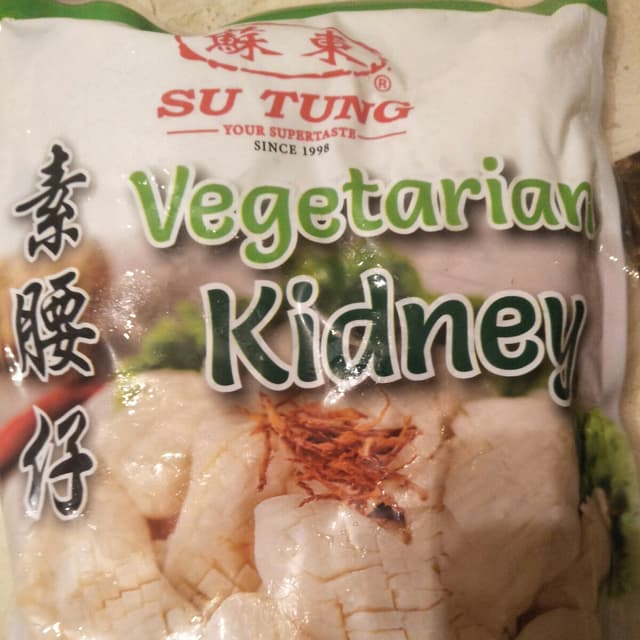 蘇東
®
SU TUNG
YOUR SUPERTASTE
SINCE 1998
素腰仔
Vegetarian
Kidney